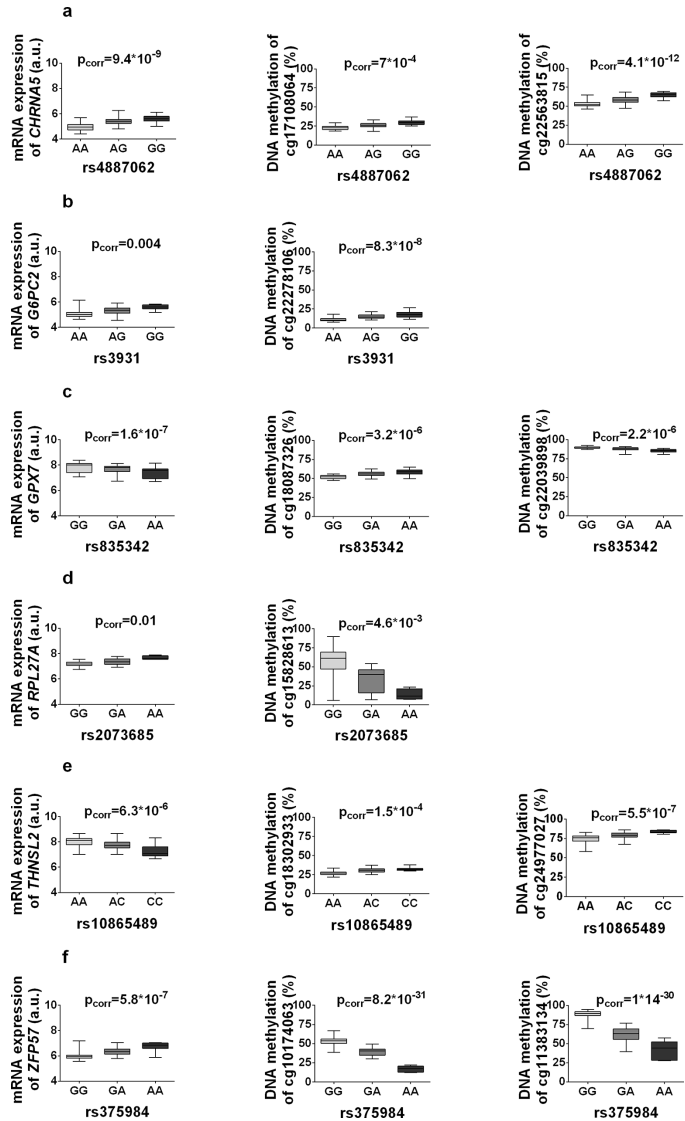 a
mRNA expression
of CHRNA5 (a.u.)
pcorr=9.4*10-9
10
8
6
4
AA AG GG
rs4887062
DNA methylation of
cg17108064 (%)
pcorr=7*10-4
100
75
50
25
0
AA AG GG
rs4887062
DNA methylation of
cg22563815 (%)
pcorr=4.1*10-12
100
75
50
25
0
AA AG GG
rs4887062
b
mRNA expression
of G6PC2 (a.u.)
pcorr=0.004
10
8
6
4
AA AG GG
rs3931
DNA methylation
of cg22278106 (%)
pcorr=8.3*10-8
100
75
50
25
0
AA AG GG
rs3931
c
mRNA expression
of GPX7 (a.u.)
pcorr=1.6*10-7
10
8
6
4
GG GA AA
rs835342
DNA methylation
of cg18087326 (%)
pcorr=3.2*10-6
100
75
50
25
0
GG GA AA
rs835342
DNA methylation
of cg22039898 (%)
pcorr=2.2*10-6
100
75
50
25
0
GG GA AA
rs835342
d
mRNA expression
of RPL27A (a.u.)
pcorr=0.01
10
8
6
4
GG GA AA
rs2073685
DNA methylation
of cg15828613 (%)
pcorr=4.6*10-3
100
75
50
25
0
GG GA AA
rs2073685
e
mRNA expression
of THNSL2 (a.u.)
pcorr=6.3*10-6
10
8
6
4
AA AC CC
rs10865489
DNA methylation
of cg18302933 (%)
pcorr=1.5*10-4
100
75
50
25
0
AA AC CC
rs10865489
DNA methylation
of cg24977027 (%)
pcorr=5.5*10-7
100
75
50
25
0
AA AC CC
rs10865489
f
mRNA expression
of ZFP57 (a.u.)
pcorr=5.8*10-7
10
8
6
4
GG GA AA
rs375984
DNA methylation
of cg10174063 (%)
pcorr=8.2*10-31
100
75
50
25
0
GG GA AA
rs375984
DNA methylation
of cg11383134 (%)
pcorr=1*14-30
100
75
50
25
0
GG GA AA
rs375984